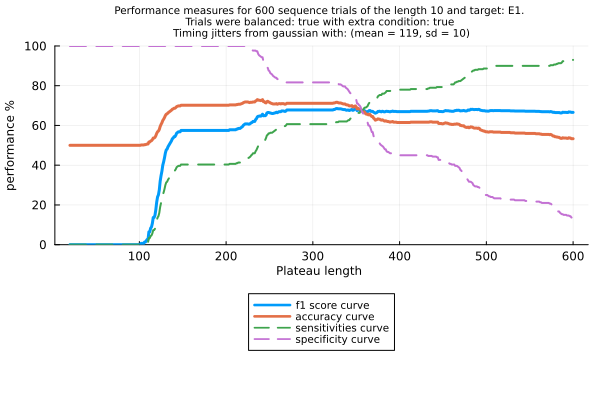 Performance measures for 600 sequence trials of the length 10 and target: E1.
Trials were balanced: true with extra condition: true
Timing jitters from gaussian with: (mean = 119, sd = 10)
performance %
100
80
60
40
20
0
100
200
300
400
500
600
Plateau length
f1 score curve
accuracy curve
sensitivities curve
specificity curve